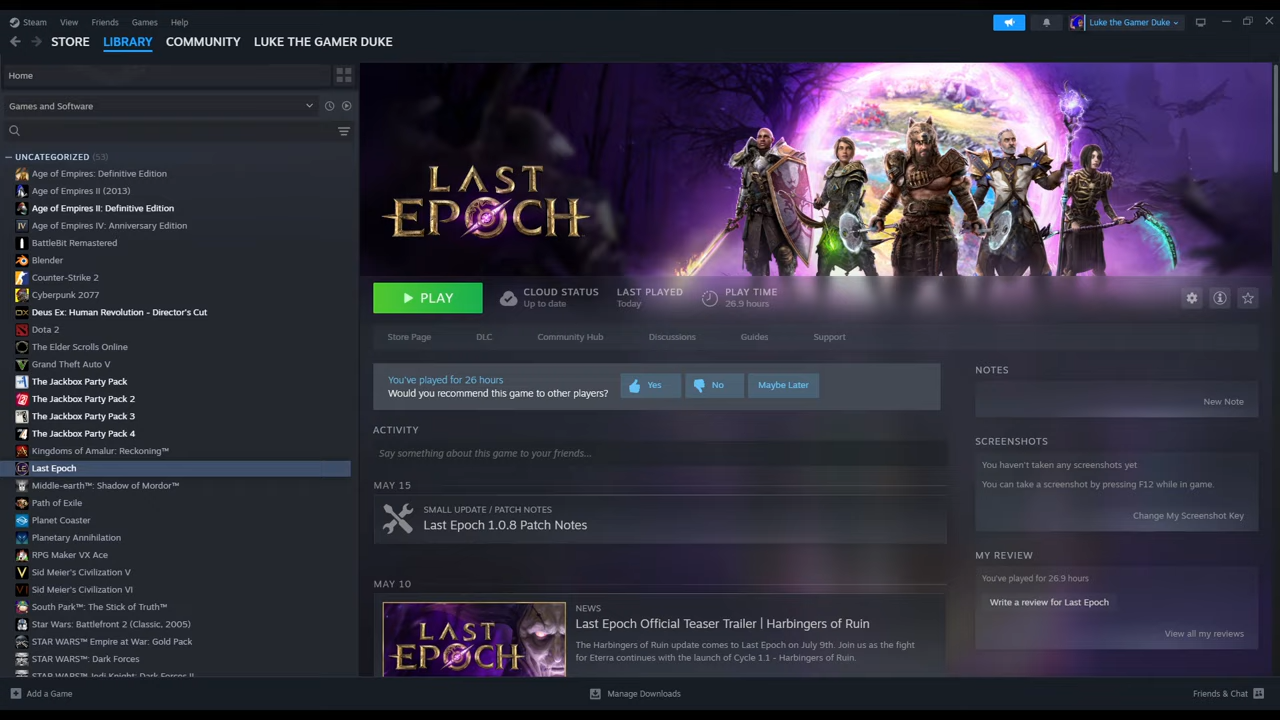 Steam View Friends Games Help
Luke the Gamer Duke
STORE LIBRARY COMMUNITY LUKE THE GAMER DUKE
Home
Games and Software
UNCATEGORIZED (53)
Age of Empires: Definitive Edition
Age of Empires II (2013)
Age of Empires II: Definitive Edition
Age of Empires IV: Anniversary Edition
BattleBit Remastered
Blender
Counter-Strike 2
Cyberpunk 2077
Deus Ex: Human Revolution - Director's Cut
Dota 2
The Elder Scrolls Online
Grand Theft Auto V
The Jackbox Party Pack
The Jackbox Party Pack 2
The Jackbox Party Pack 3
The Jackbox Party Pack 4
Kingdoms of Amalur: Reckoning™
Last Epoch
Middle-earth™: Shadow of Mordor™
Path of Exile
Planet Coaster
Planetary Annihilation
RPG Maker VX Ace
Sid Meier's Civilization V
Sid Meier's Civilization VI
South Park™: The Stick of Truth™
Star Wars: Battlefront 2 (Classic, 2005)
STAR WARS™ Empire at War: Gold Pack
STAR WARS™: Dark Forces
STAR WARS™ Jedi Knight: Dark Forces II
LAST
EPOCH
PLAY
CLOUD STATUS
Up to date
LAST PLAYED
Today
PLAY TIME
26.9 hours
Store Page DLC Community Hub Discussions Guides Support
You've played for 26 hours
Would you recommend this game to other players?
Yes No Maybe Later
ACTIVITY
Say something about this game to your friends...
MAY 15
SMALL UPDATE / PATCH NOTES
Last Epoch 1.0.8 Patch Notes
MAY 10
LAST
EPOCH
NEWS
Last Epoch Official Teaser Trailer | Harbingers of Ruin
The Harbingers of Ruin update comes to Last Epoch on July 9th. Join us as the fight
for Eterra continues with the launch of Cycle 1.1 - Harbingers of Ruin.
NOTES
New Note
SCREENSHOTS
You haven't taken any screenshots yet
You can take a screenshot by pressing F12 while in game.
Change My Screenshot Key
MY REVIEW
You've played for 26.9 hours
Write a review for Last Epoch
View all my reviews
Add a Game
Manage Downloads
Friends & Chat